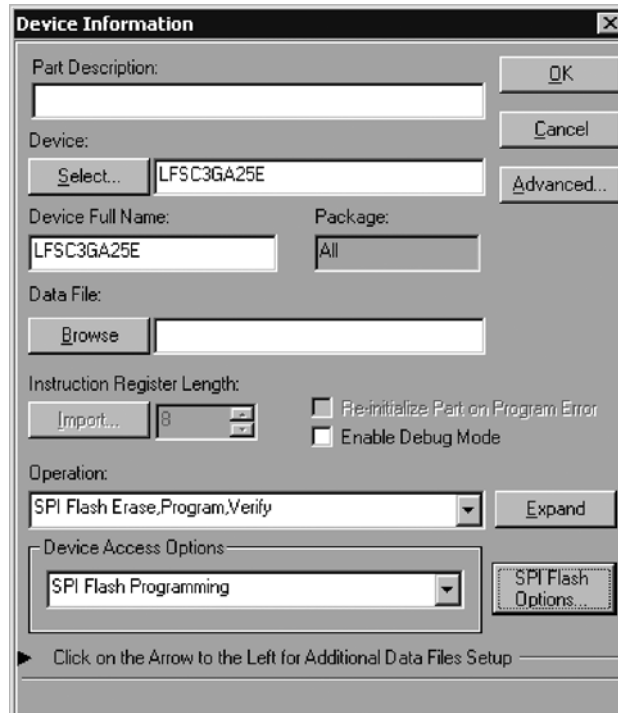 Device Information
Part Description:
OK
Device:
Cancel
Select... LFSC3GA25E
Advanced...
Device Full Name: Package:
LFSC3GA25E All
Data File:
Browse
Instruction Register Length:
Import... 8 Re-initialize Part on Program Error
Enable Debug Mode
Operation:
SPI Flash Erase,Program,Verify Expand
Device Access Options
SPI Flash Programming SPI Flash
Options...
Click on the Arrow to the Left for Additional Data Files Setup